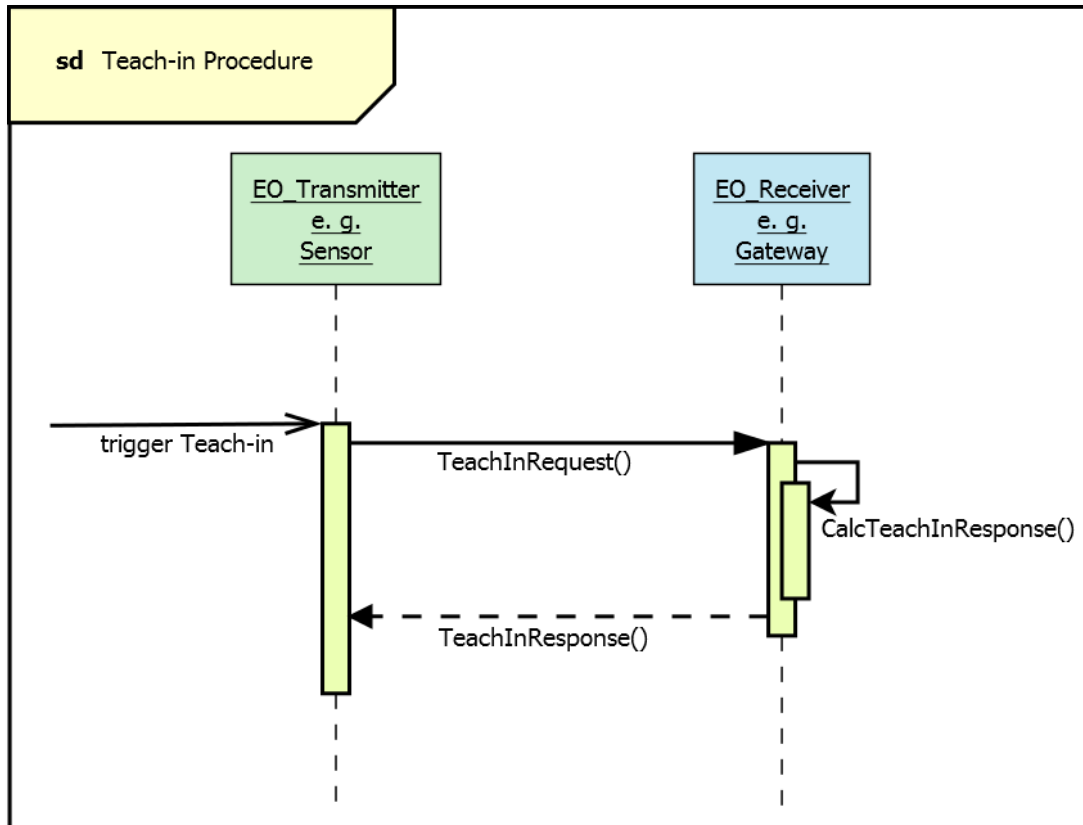 sd Teach-in Procedure
EO_Transmitter
e. g.
Sensor
EO_Receiver
e. g.
Gateway
trigger Teach-in
TeachInRequest()
CalcTeachInResponse()
TeachInResponse()